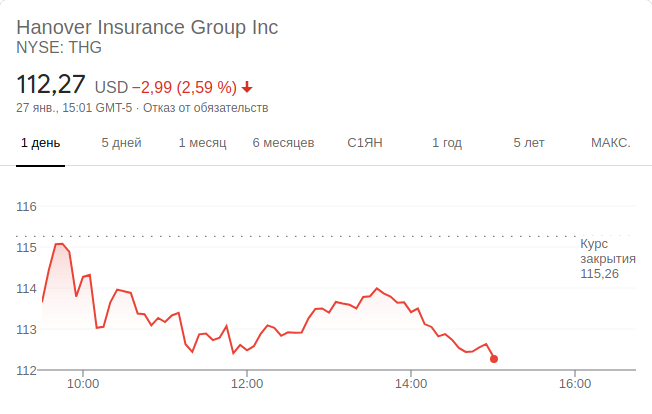 Hanover Insurance Group Inc
NYSE: THG
112,27 USD −2,99 (2,59 %)
27 янв., 15:01 GMT-5 · Отказ от обязательств
1 день 5 дней 1 месяц 6 месяцев С1ЯН 1 год 5 лет МАКС.
116
115
114
113
112
Курс
закрытия
115,26
10:00 12:00 14:00 16:00